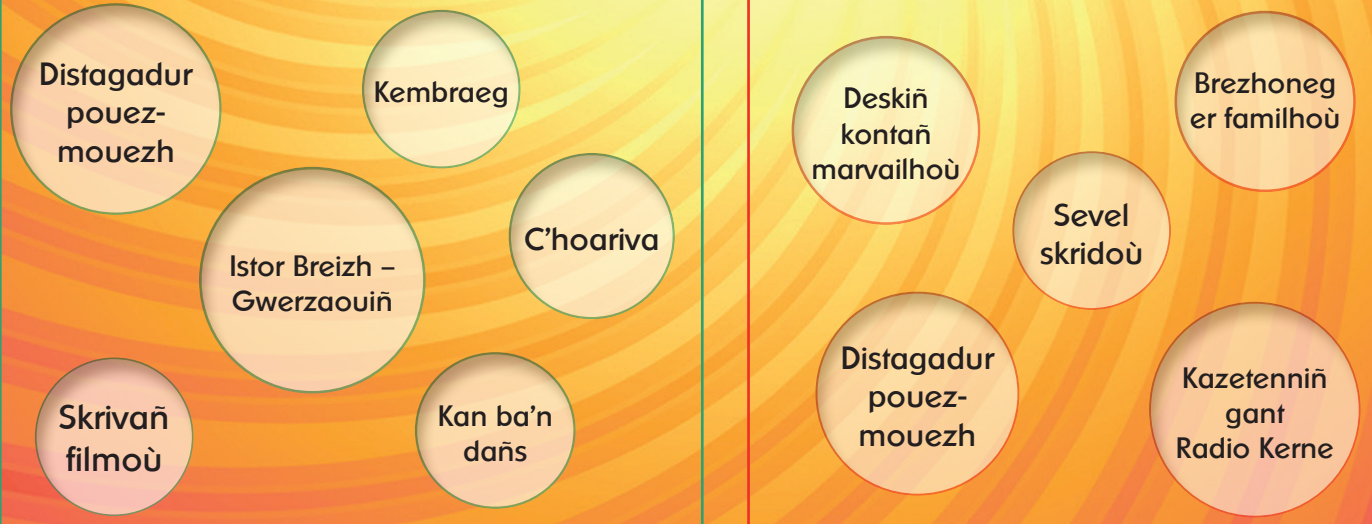 Distagadur
pouez-
mouezh
Kembraeg
C'hoariva
Istor Breizh –
Gwerzaouiñ
Skrivañ
filmoù
Kan ba'n
dañs
Deskiñ
kontañ
marvailhoù
Brezhoneg
er familhoù
Sevel
skridoù
Distagadur
pouez-
mouezh
Kazetenniñ
gant
Radio Kerne